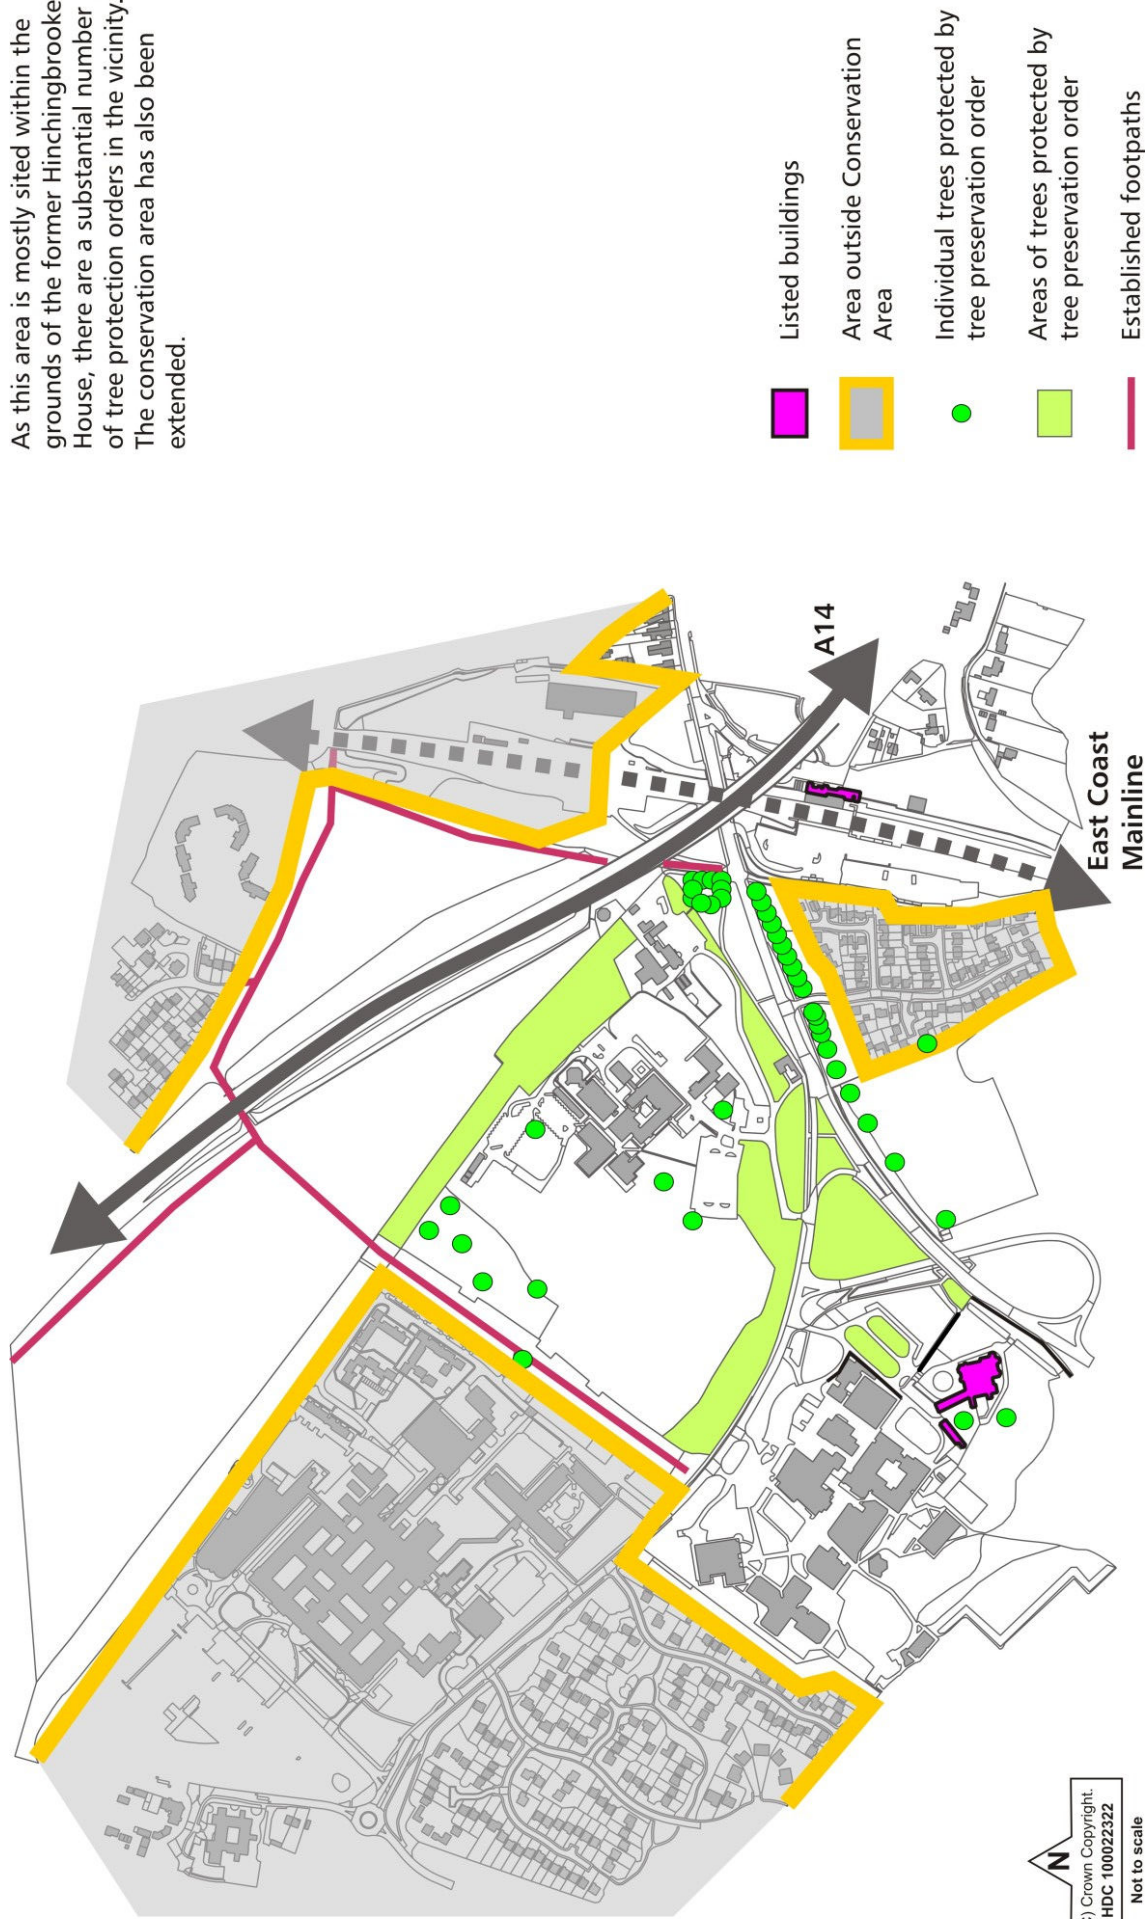 As this area is mostly sited within the
grounds of the former Hinchingbrooke
House, there are a substantial number
of tree protection orders in the vicinity.
The conservation area has also been
extended.
Listed buildings
Area outside Conservation
Area
Individual trees protected by
tree preservation order
Areas of trees protected by
tree preservation order
Established footpaths
A14
East Coast
Mainline
N
) Crown Copyright.
HDC 100022322
Not to scale